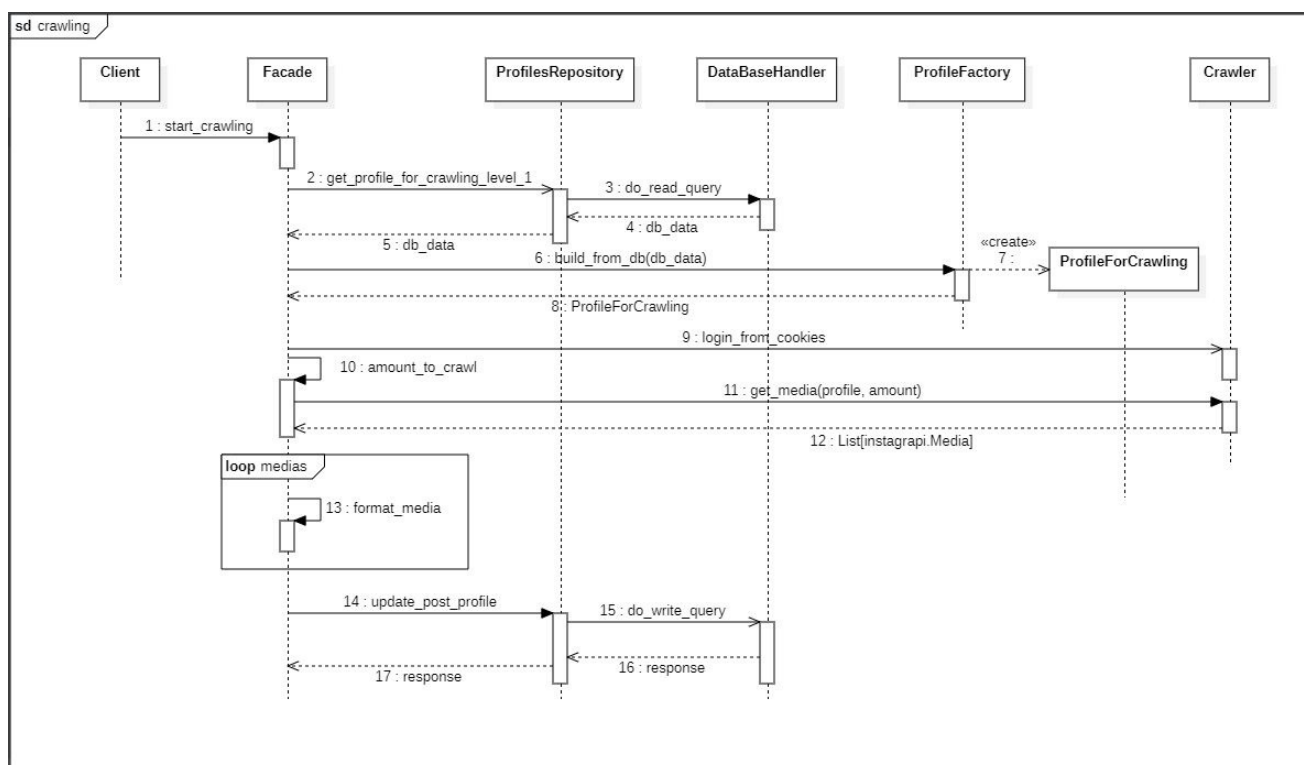 sd crawling
Client
Facade
ProfilesRepository
DataBaseHandler
ProfileFactory
Crawler
1 : start_crawling
2 : get_profile_for_crawling_level_1
3 : do_read_query
4 : db_data
5 : db_data
«create»
6 : build_from_db(db_data)
7 :
ProfileForCrawling
8 : ProfileForCrawling
9 : login_from_cookies
10 : amount_to_crawl
11 : get_media(profile, amount)
12 : List[instagrapi.Media]
loop medias
13 : format_media
14 : update_post_profile
15 : do_write_query
16 : response
17 : response